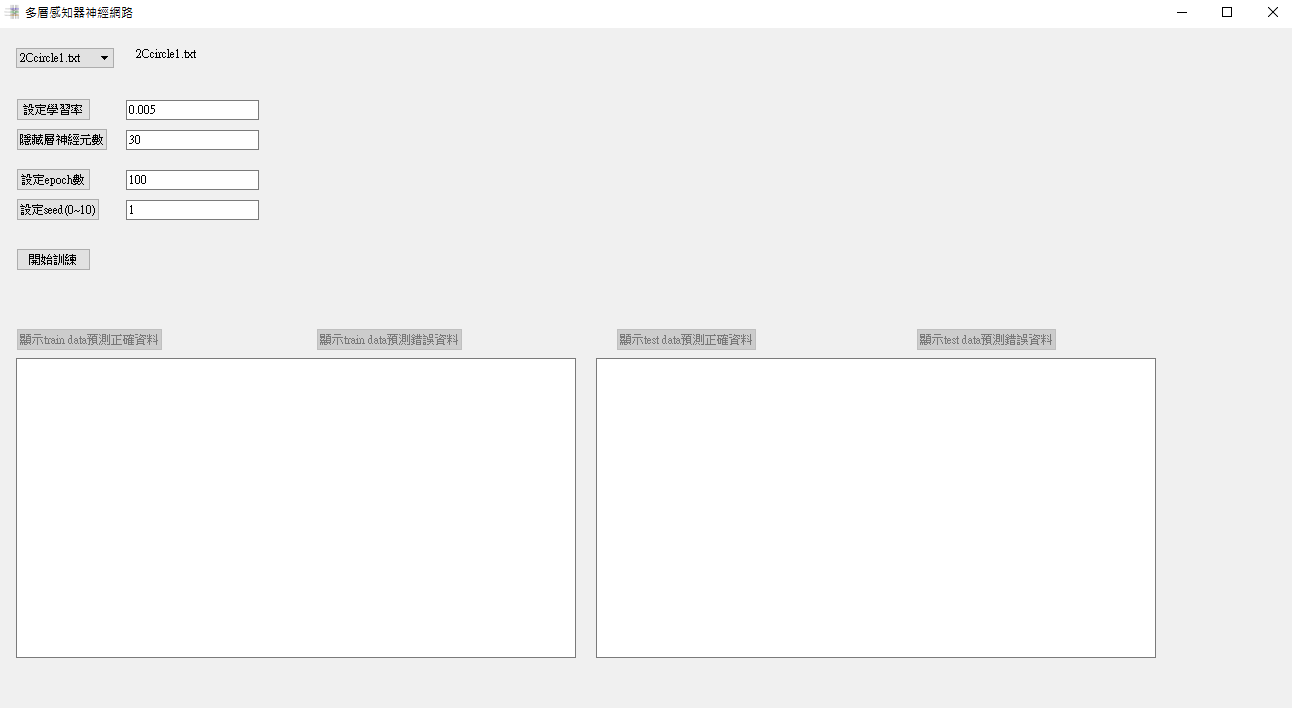 多層感知器神經網路
2Ccircle1.txt
2Ccircle1.txt
設定學習率
0.005
隱藏層神經元數
30
設定epoch數
100
設定seed(0~10)
1
開始訓練
顯示train data預測正確資料
顯示train data預測錯誤資料
顯示test data預測正確資料
顯示test data預測錯誤資料